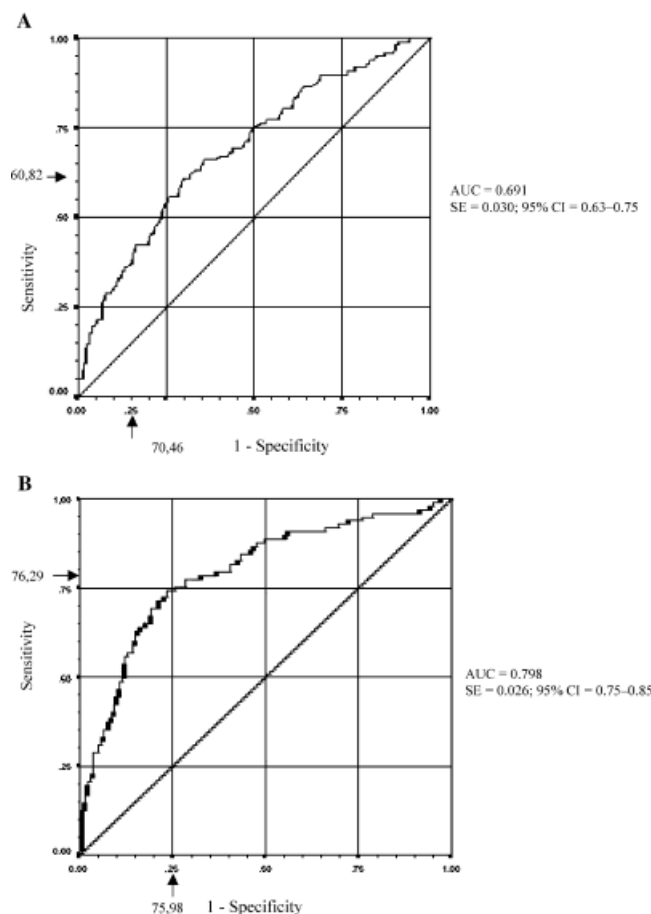 A
1.00
.75
60,82
AUC = 0.691
SE = 0.030; 95% CI = 0.63–0.75
.50
Sensitivity
.25
0.00
0.00 .25 .50 .75 1.00
70,46 1 - Specificity
B
1,00
76,29
.75
Sensitivity
AUC = 0.798
SE = 0.026; 95% CI = 0.75–0.85
.50
.25
0.00
0.00 .25 .50 .75 1.00
75,98 1 - Specificity